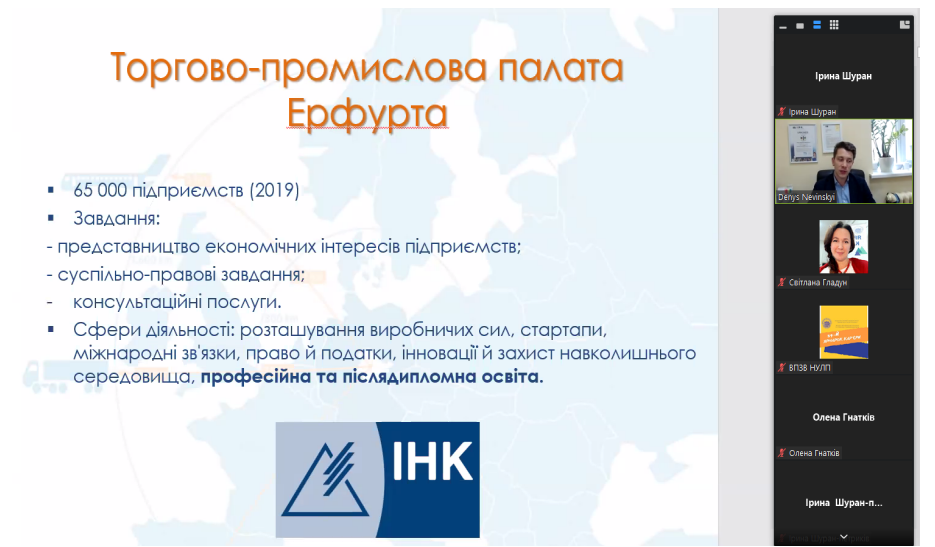 Торгово-промислова палата
Ерфурта
▪ 65 000 підприємств (2019)
▪ Завдання:
- представництво економічних інтересів підприємств;
- суспільно-правові завдання;
- консультаційні послуги.
▪ Сфери діяльності: розташування виробничих сил, стартапи,
міжнародні зв'язки, право й податки, інновації й захист навколишнього
середовища, професійна та післядипломна освіта.
IHK
Ірина Шуран
Ірина Шуран
Denys Nevinskyi
Світлана Гладун
ВПЗВ НУЛП
Олена Гнатків
Олена Гнатків
Ірина Шуран-п...